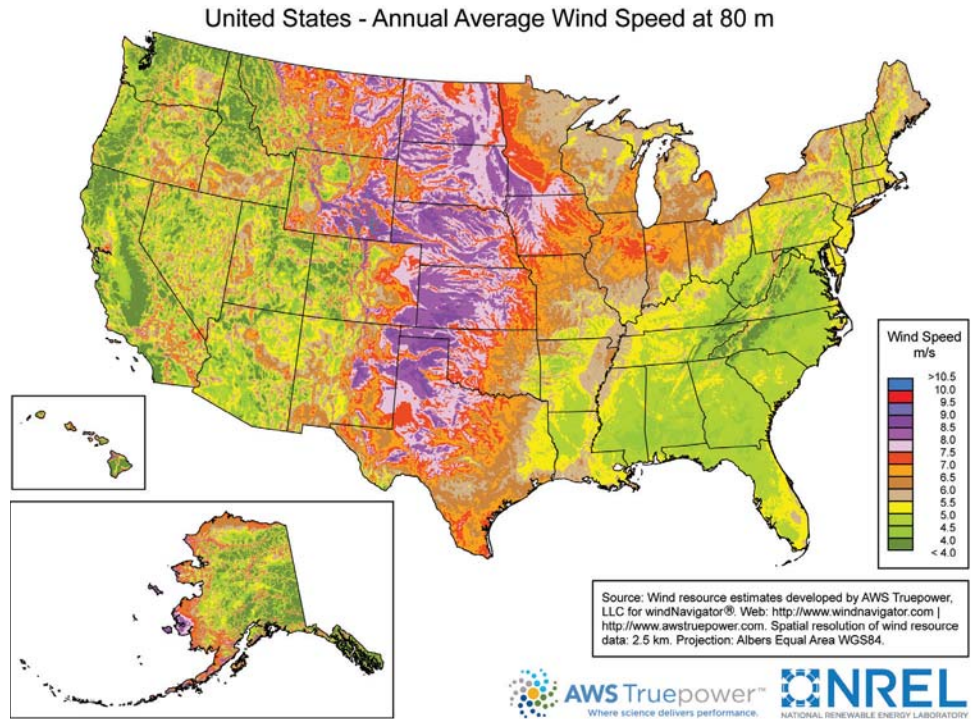 United States - Annual Average Wind Speed at 80 m
Wind Speed
m/s
>10.5
10.0
9.5
9.0
8.5
8.0
7.5
7.0
6.5
6.0
5.5
5.0
4.5
4.0
< 4.0
Source: Wind resource estimates developed by AWS Truepower,
LLC for windNavigator®. Web: http://www.windnavigator.com |
http://www.awstruepower.com. Spatial resolution of wind resource
data: 2.5 km. Projection: Albers Equal Area WGS84.
AWS Truepower™
Where science delivers performance.
NREL
NATIONAL RENEWABLE ENERGY LABORATORY